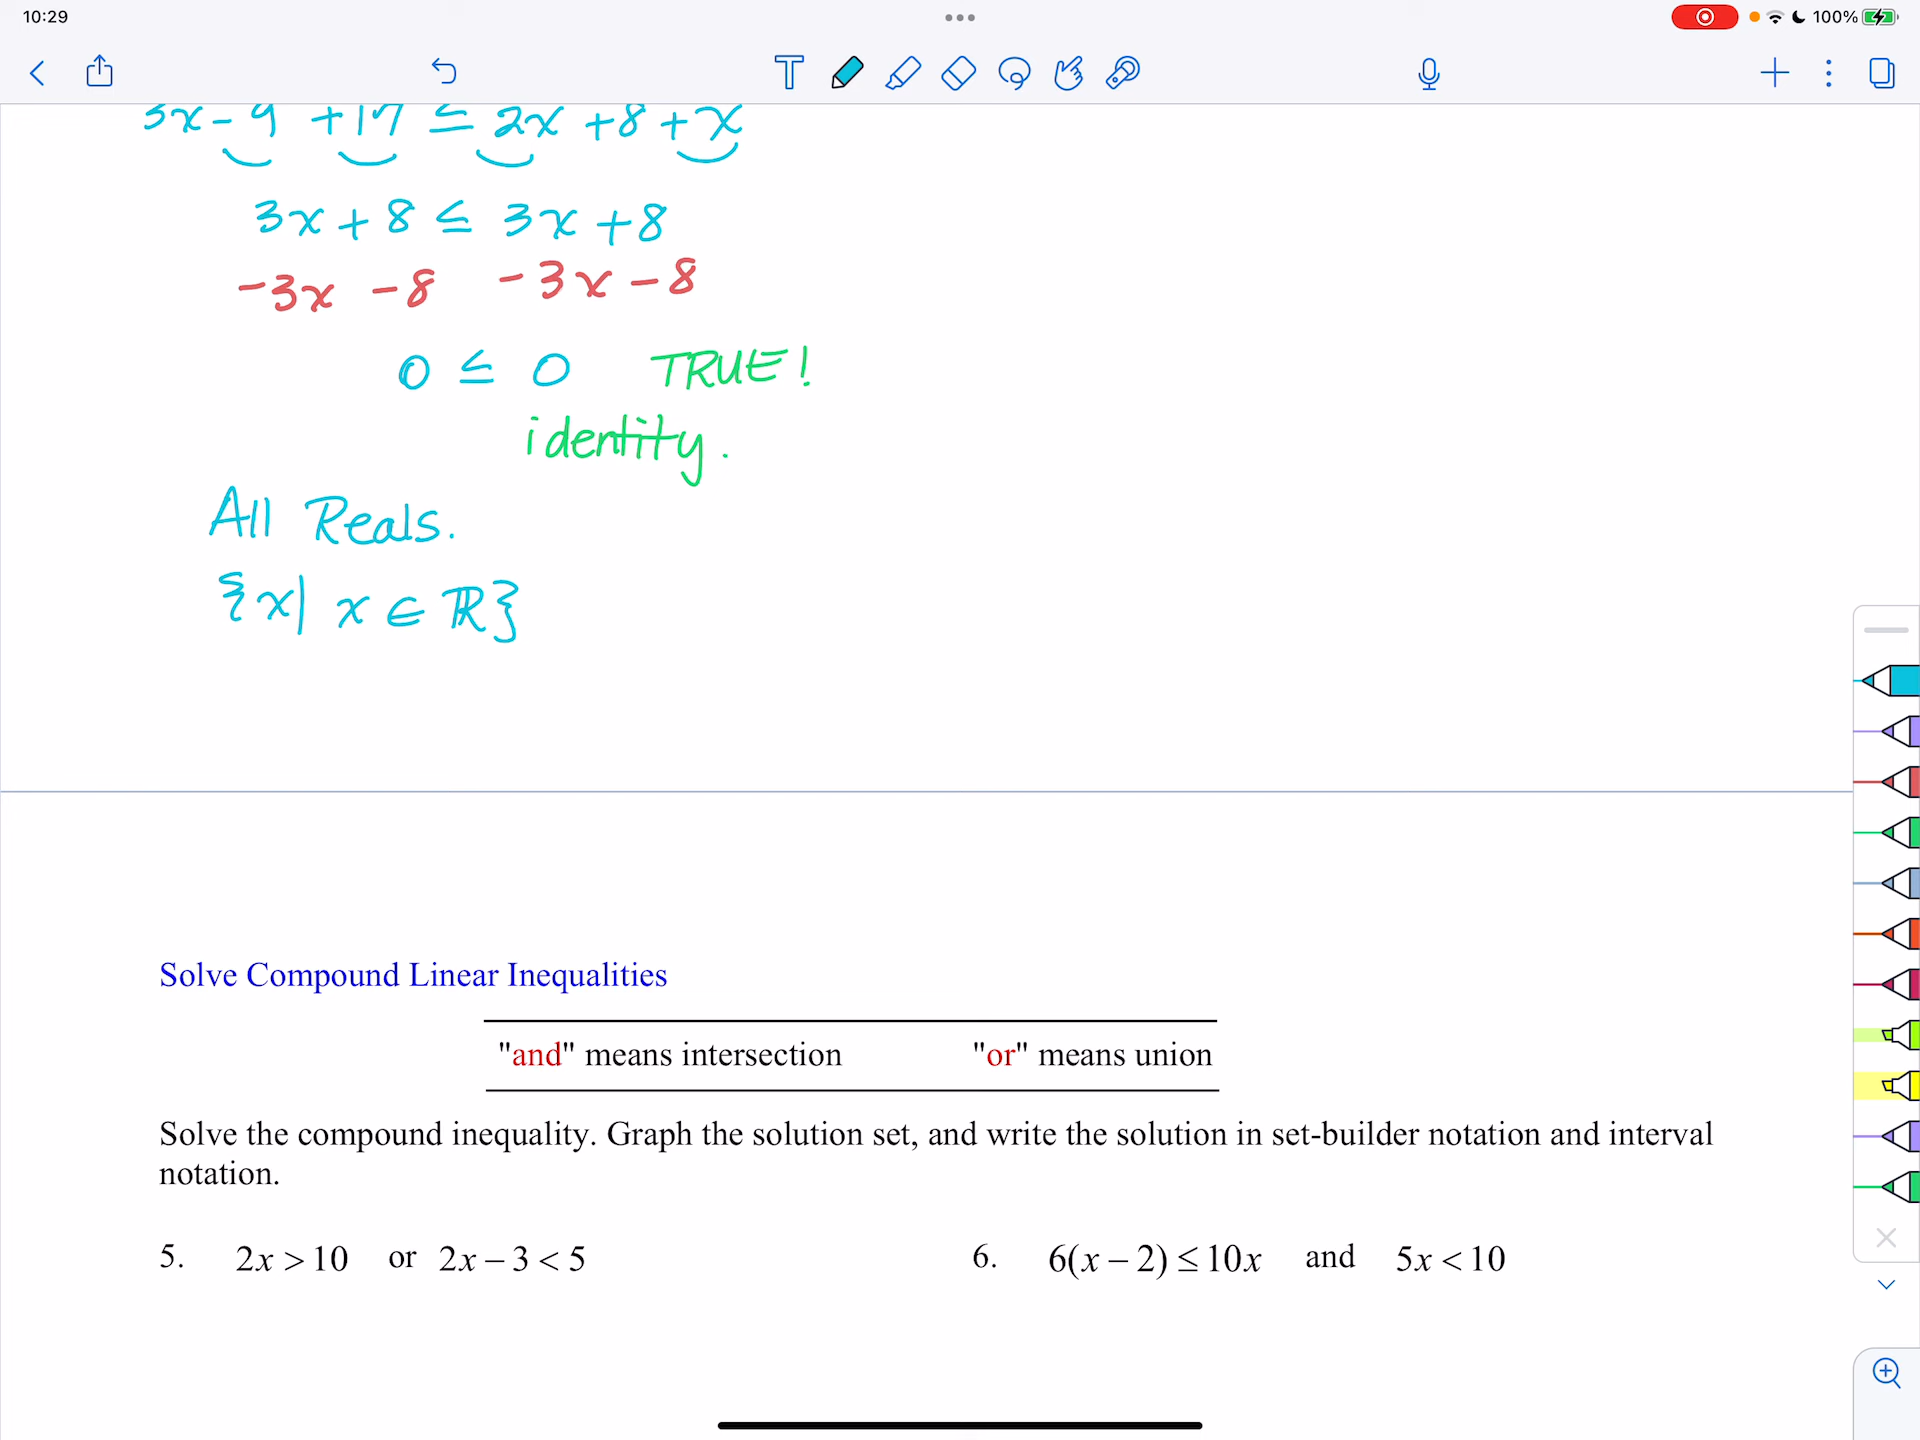 10:29
100%
3x - 9 + 17 ≤ 2x + 8 + x
3x + 8 ≤ 3x + 8
-3x - 8 -3x - 8
0 ≤ 0 TRUE!
identity.
All Reals.
{x| x ∈ ℝ}
Solve Compound Linear Inequalities
"and" means intersection "or" means union
Solve the compound inequality. Graph the solution set, and write the solution in set-builder notation and interval
notation.
5. 2x > 10 or 2x – 3 < 5
6. 6(x – 2) ≤ 10x and 5x < 10